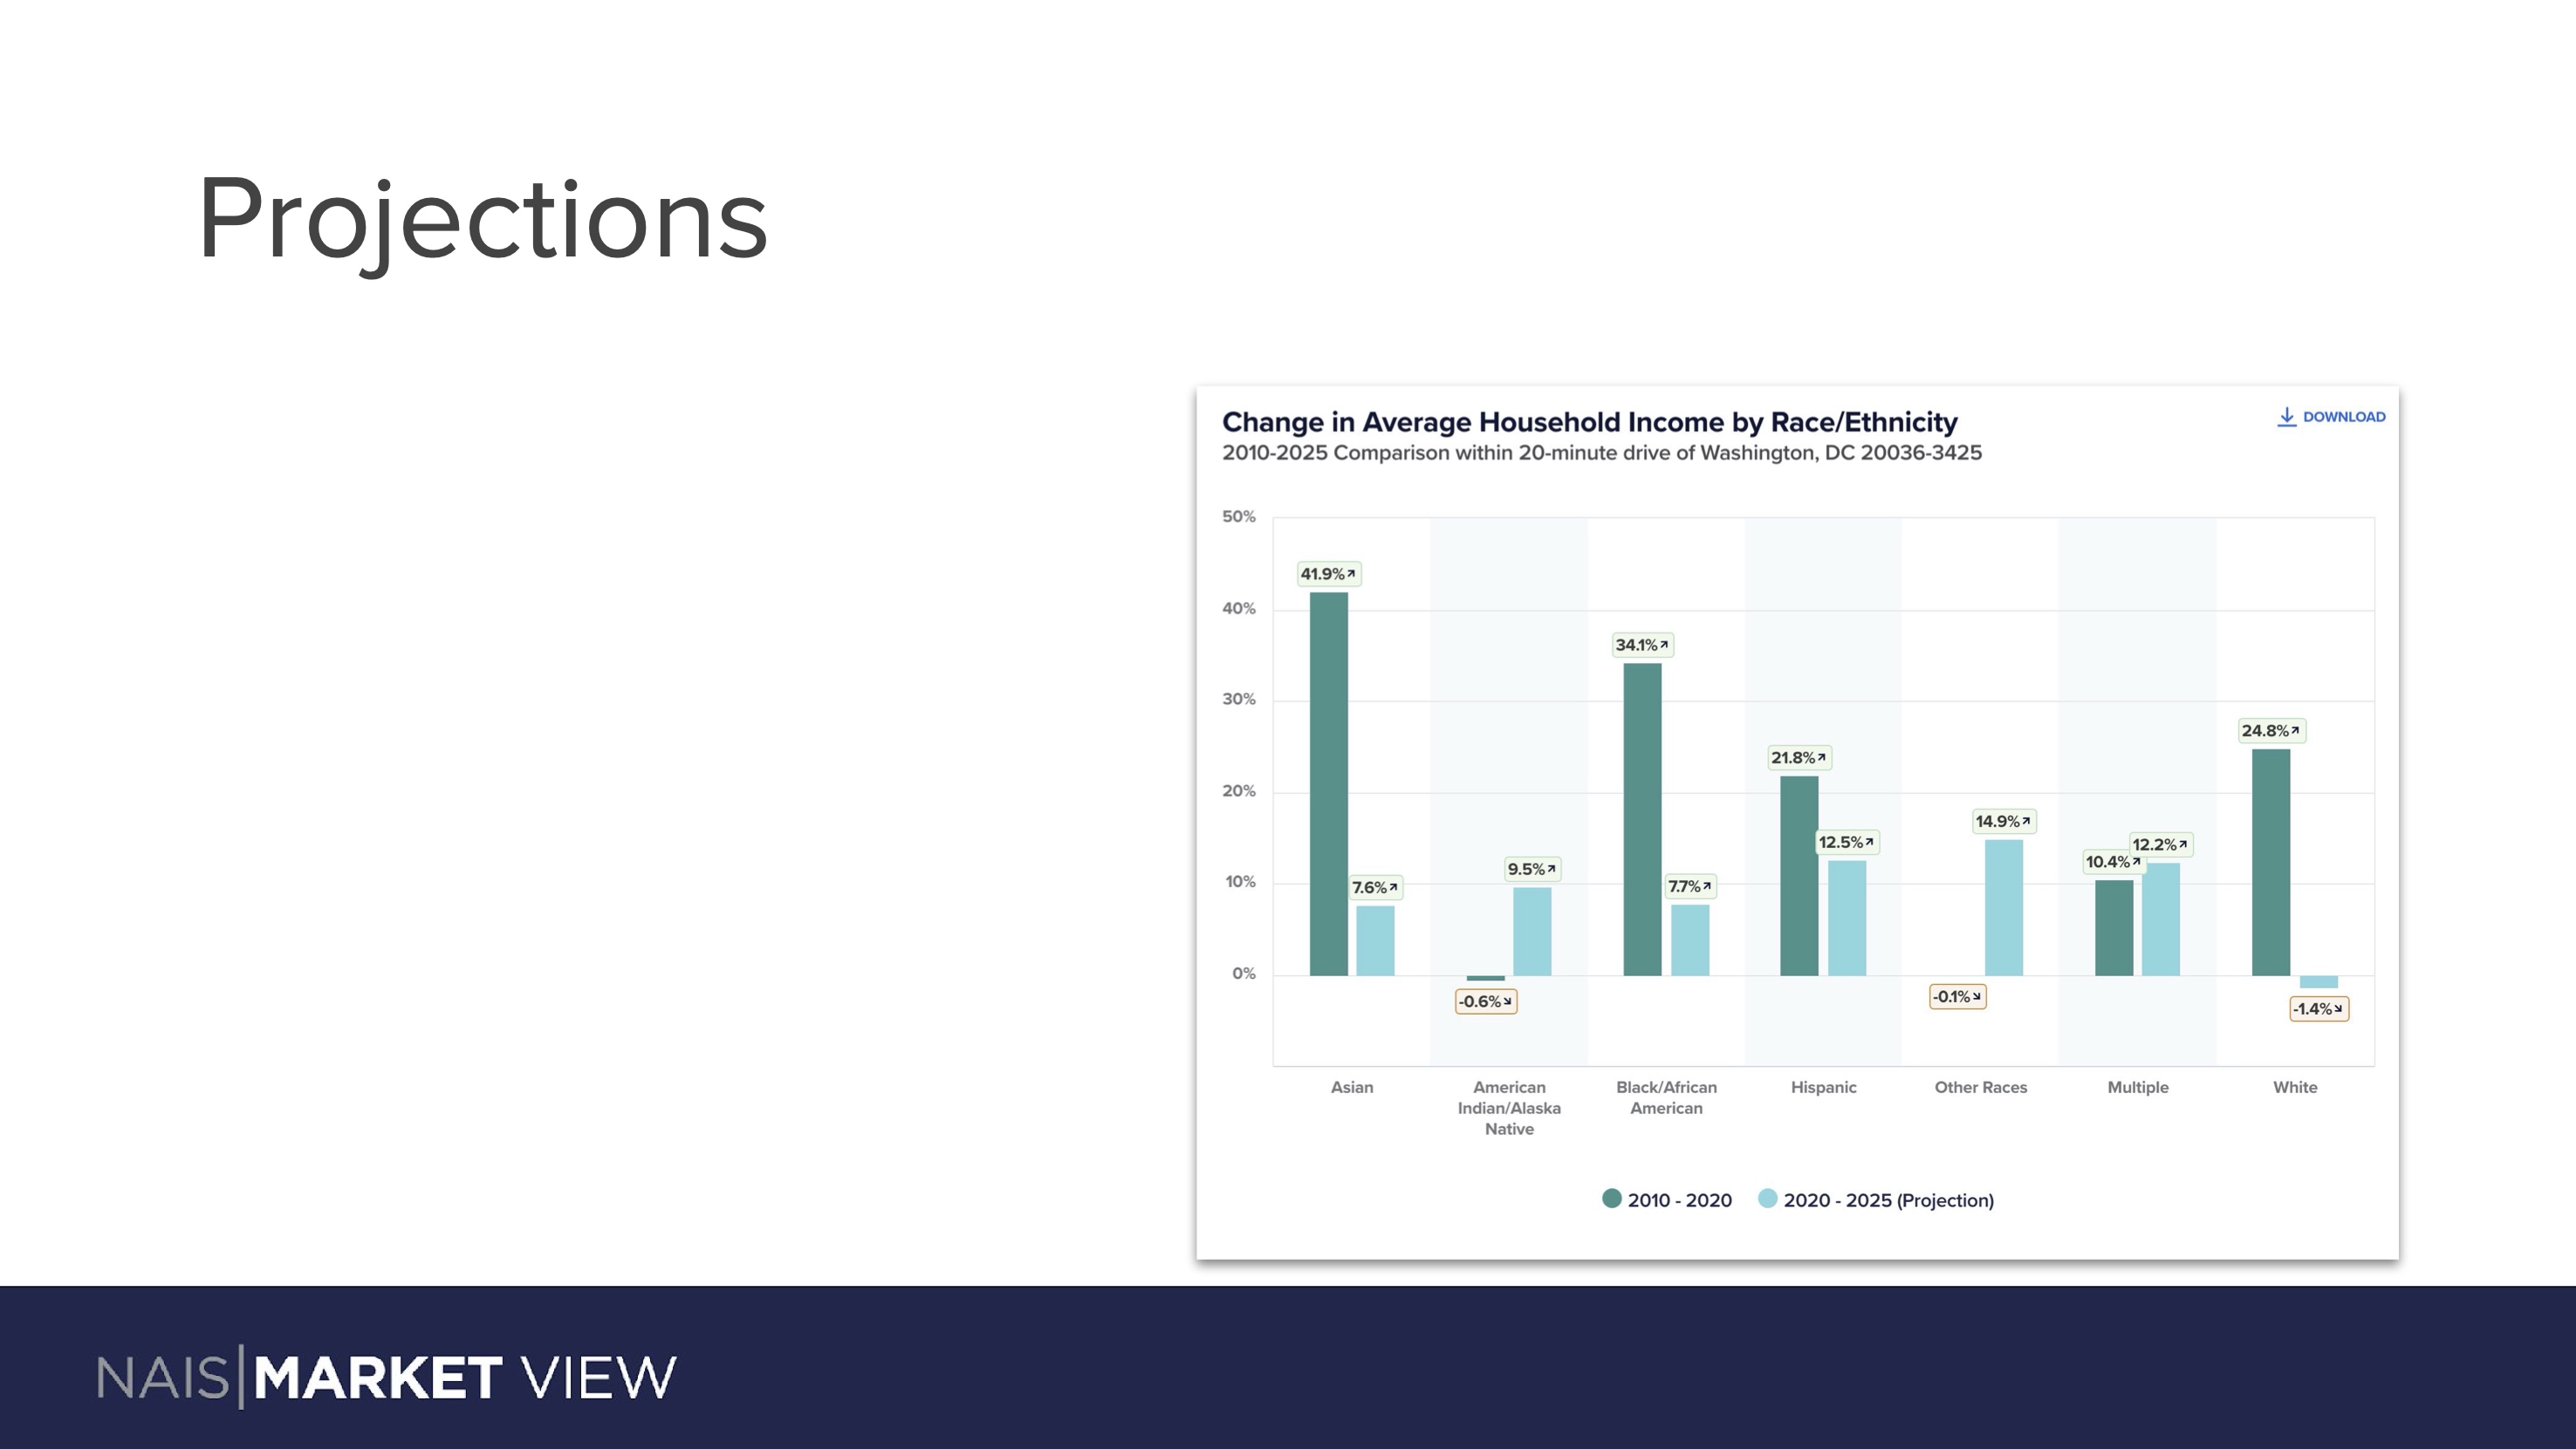 Projections
Change in Average Household Income by Race/Ethnicity
DOWNLOAD
2010-2025 Comparison within 20-minute drive of Washington, DC 20036-3425
50%
40%
30%
20%
10%
0%
41.9%
7.6%
-0.6%
9.5%
34.1%
7.7%
21.8%
12.5%
-0.1%
14.9%
10.4%
12.2%
24.8%
-1.4%
Asian
American
Indian/Alaska
Native
Black/African
American
Hispanic
Other Races
Multiple
White
2010 - 2020
2020 - 2025 (Projection)
NAIS|MARKET VIEW